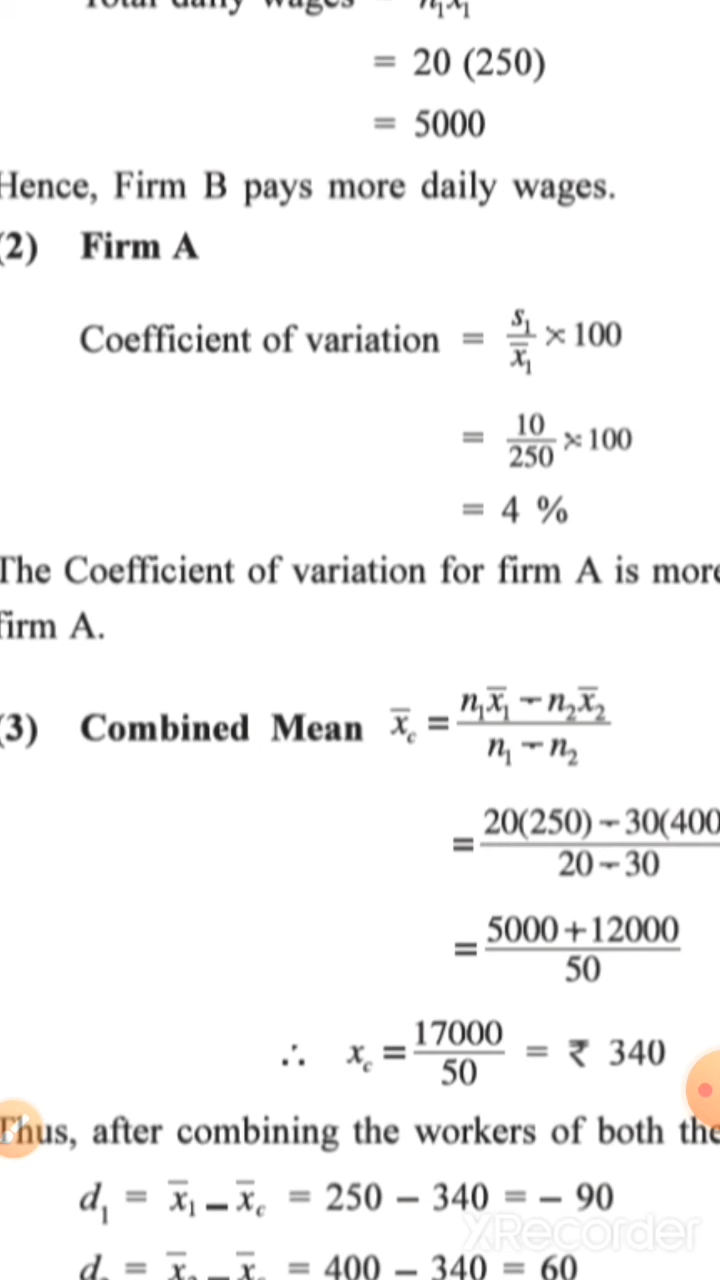 = 20 (250)
= 5000
Hence, Firm B pays more daily wages.
(2) Firm A
Coefficient of variation = s₁/x̄₁ × 100
= 10/250 × 100
= 4 %
The Coefficient of variation for firm A is more
firm A.
(3) Combined Mean x̄c = (n₁x̄₁ − n₂x̄₂)/(n₁ − n₂)
= 20(250) − 30(400 / 20 − 30
= 5000 + 12000 / 50
∴ xc = 17000/50 = ₹ 340
Thus, after combining the workers of both the
d₁ = x̄₁ − x̄c = 250 − 340 = − 90
= 400 − 340 = 60
XRecorder